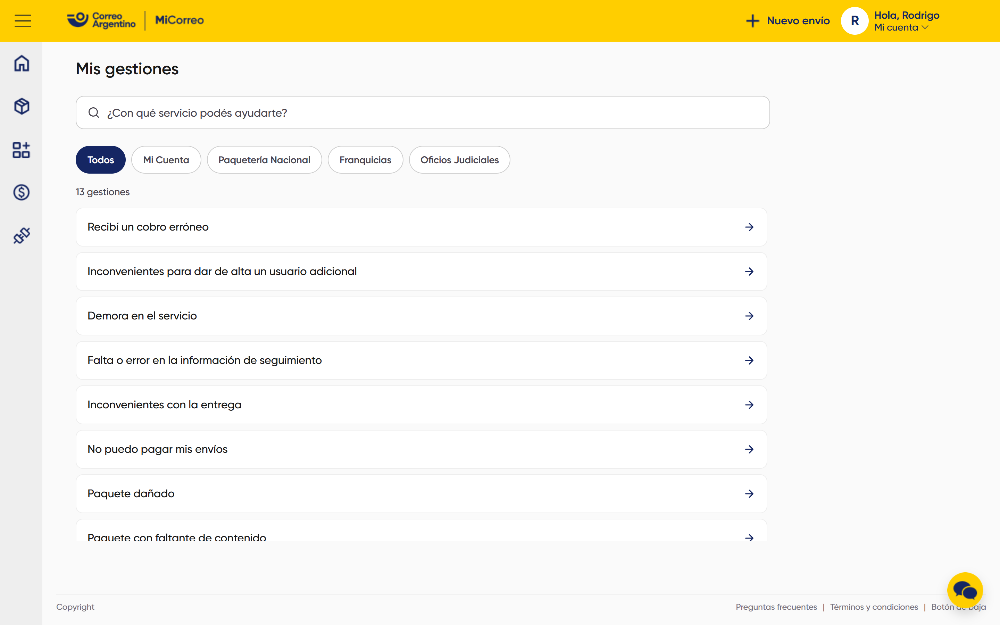 Correo
Argentino
MiCorreo
Nuevo envío
R
Hola, Rodrigo
Mi cuenta
Mis gestiones
¿Con qué servicio podés ayudarte?
Todos
Mi Cuenta
Paquetería Nacional
Franquicias
Oficios Judiciales
13 gestiones
Recibí un cobro erróneo
Inconvenientes para dar de alta un usuario adicional
Demora en el servicio
Falta o error en la información de seguimiento
Inconvenientes con la entrega
No puedo pagar mis envíos
Paquete dañado
Paquete con faltante de contenido
Copyright
Preguntas frecuentes | Términos y condiciones | Botón de baja